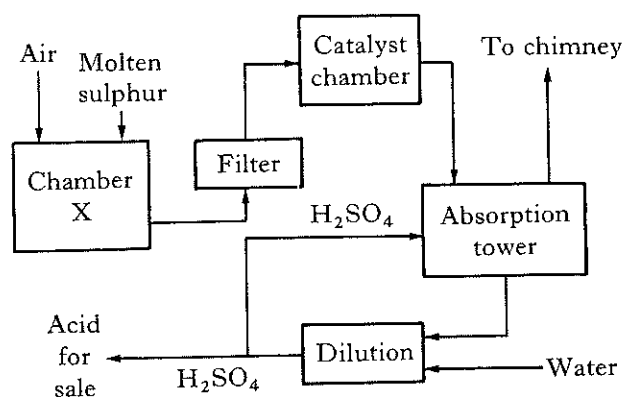 Air
Molten
sulphur
Chamber
X
Filter
Catalyst
chamber
To chimney
H₂SO₄
Absorption
tower
Acid
for
sale
H₂SO₄
Dilution
Water